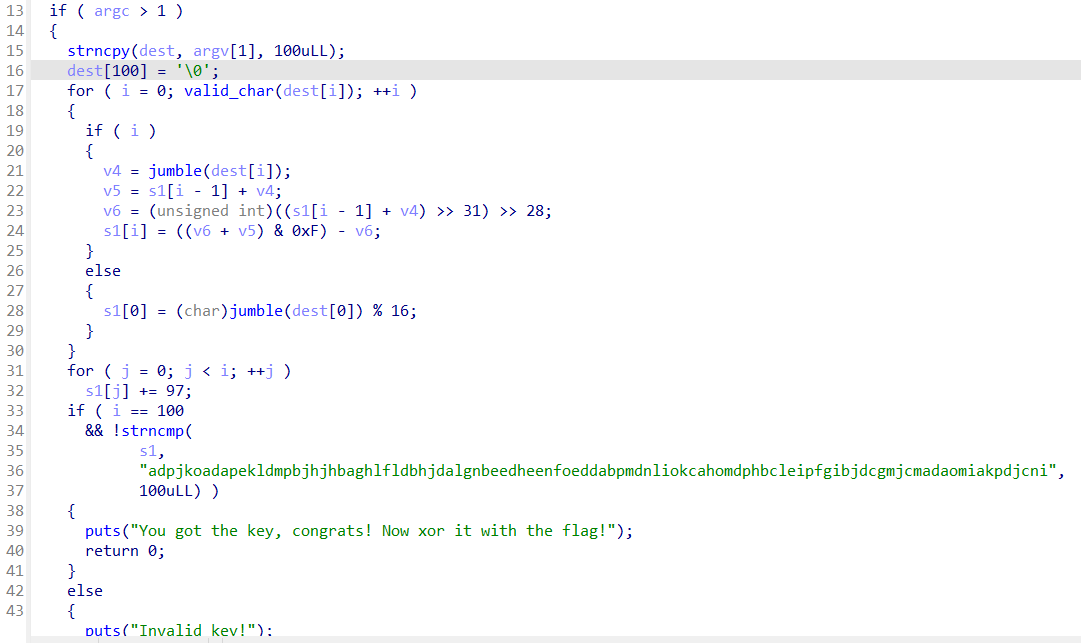 13 if ( argc > 1 )
14 {
15 strncpy(dest, argv[1], 100uLL);
16 dest[100] = '\0';
17 for ( i = 0; valid_char(dest[i]); ++i )
18 {
19 if ( i )
20 {
21 v4 = jumble(dest[i]);
22 v5 = s1[i - 1] + v4;
23 v6 = (unsigned int)((s1[i - 1] + v4) >> 31) >> 28;
24 s1[i] = ((v6 + v5) & 0xF) - v6;
25 }
26 else
27 {
28 s1[0] = (char)jumble(dest[0]) % 16;
29 }
30 }
31 for ( j = 0; j < i; ++j )
32 s1[j] += 97;
33 if ( i == 100
34 && !strncmp(
35 s1,
36 "adpjkoadapekldmpbjhjhbaghlfldbhjdalgnbeedheenfoeddabpmdnliokcahomdphbcleipfgibjdcgmjcmadaomiakpdjcni",
37 100uLL) )
38 {
39 puts("You got the key, congrats! Now xor it with the flag!");
40 return 0;
41 }
42 else
43 {
puts("Invalid key!");